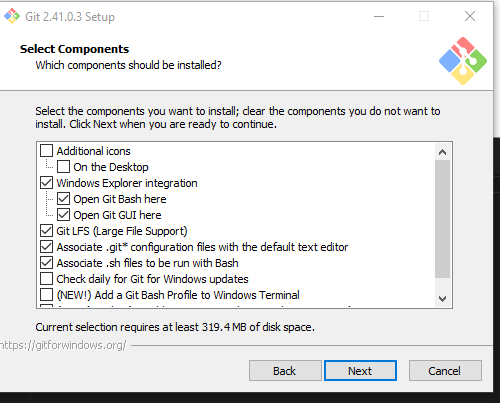 Git 2.41.0.3 Setup
Select Components
Which components should be installed?
Select the components you want to install; clear the components you do not want to
install. Click Next when you are ready to continue.
Additional icons
On the Desktop
Windows Explorer integration
Open Git Bash here
Open Git GUI here
Git LFS (Large File Support)
Associate .git* configuration files with the default text editor
Associate .sh files to be run with Bash
Check daily for Git for Windows updates
(NEW!) Add a Git Bash Profile to Windows Terminal
Current selection requires at least 319.4 MB of disk space.
https://gitforwindows.org/
Back
Next
Cancel